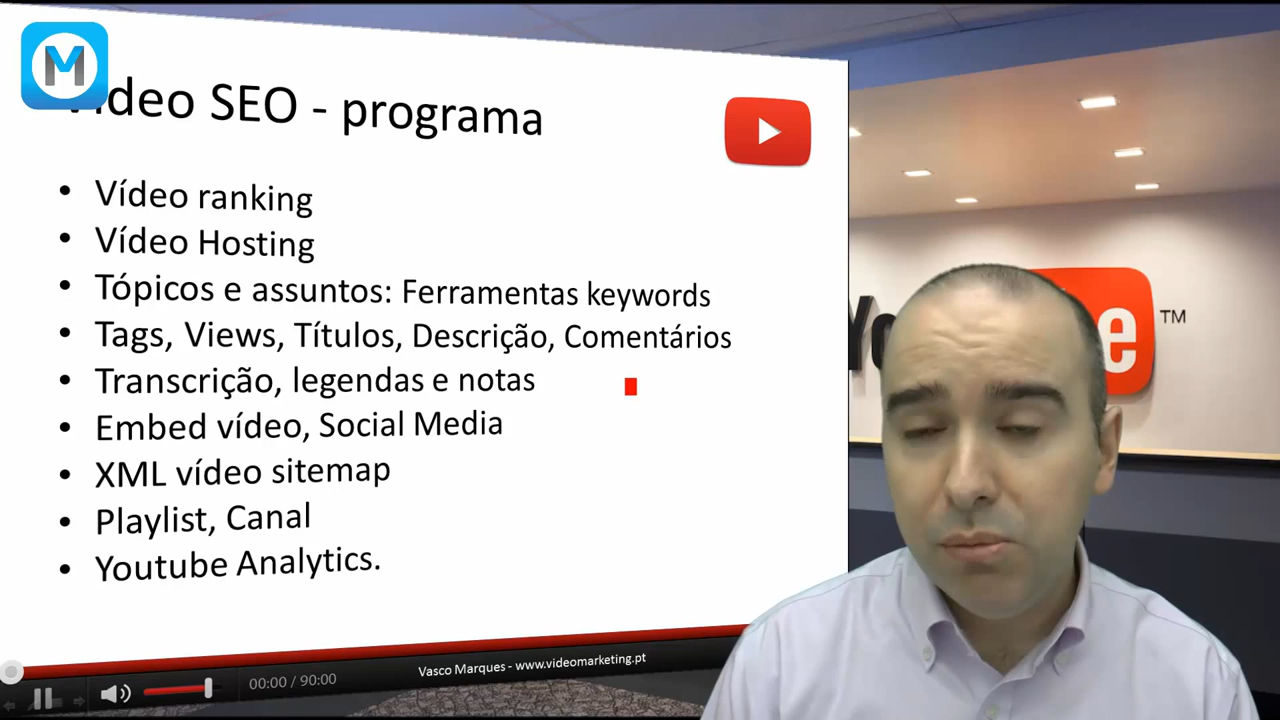 M
ídeo SEO - programa
• Vídeo ranking
• Vídeo Hosting
• Tópicos e assuntos: Ferramentas keywords
• Tags, Views, Títulos, Descrição, Comentários
• Transcrição, legendas e notas
• Embed vídeo, Social Media
• XML vídeo sitemap
• Playlist, Canal
• Youtube Analytics.
Yo e ™
Vasco Marques - www.videomarketing.pt
00:00 / 90:00